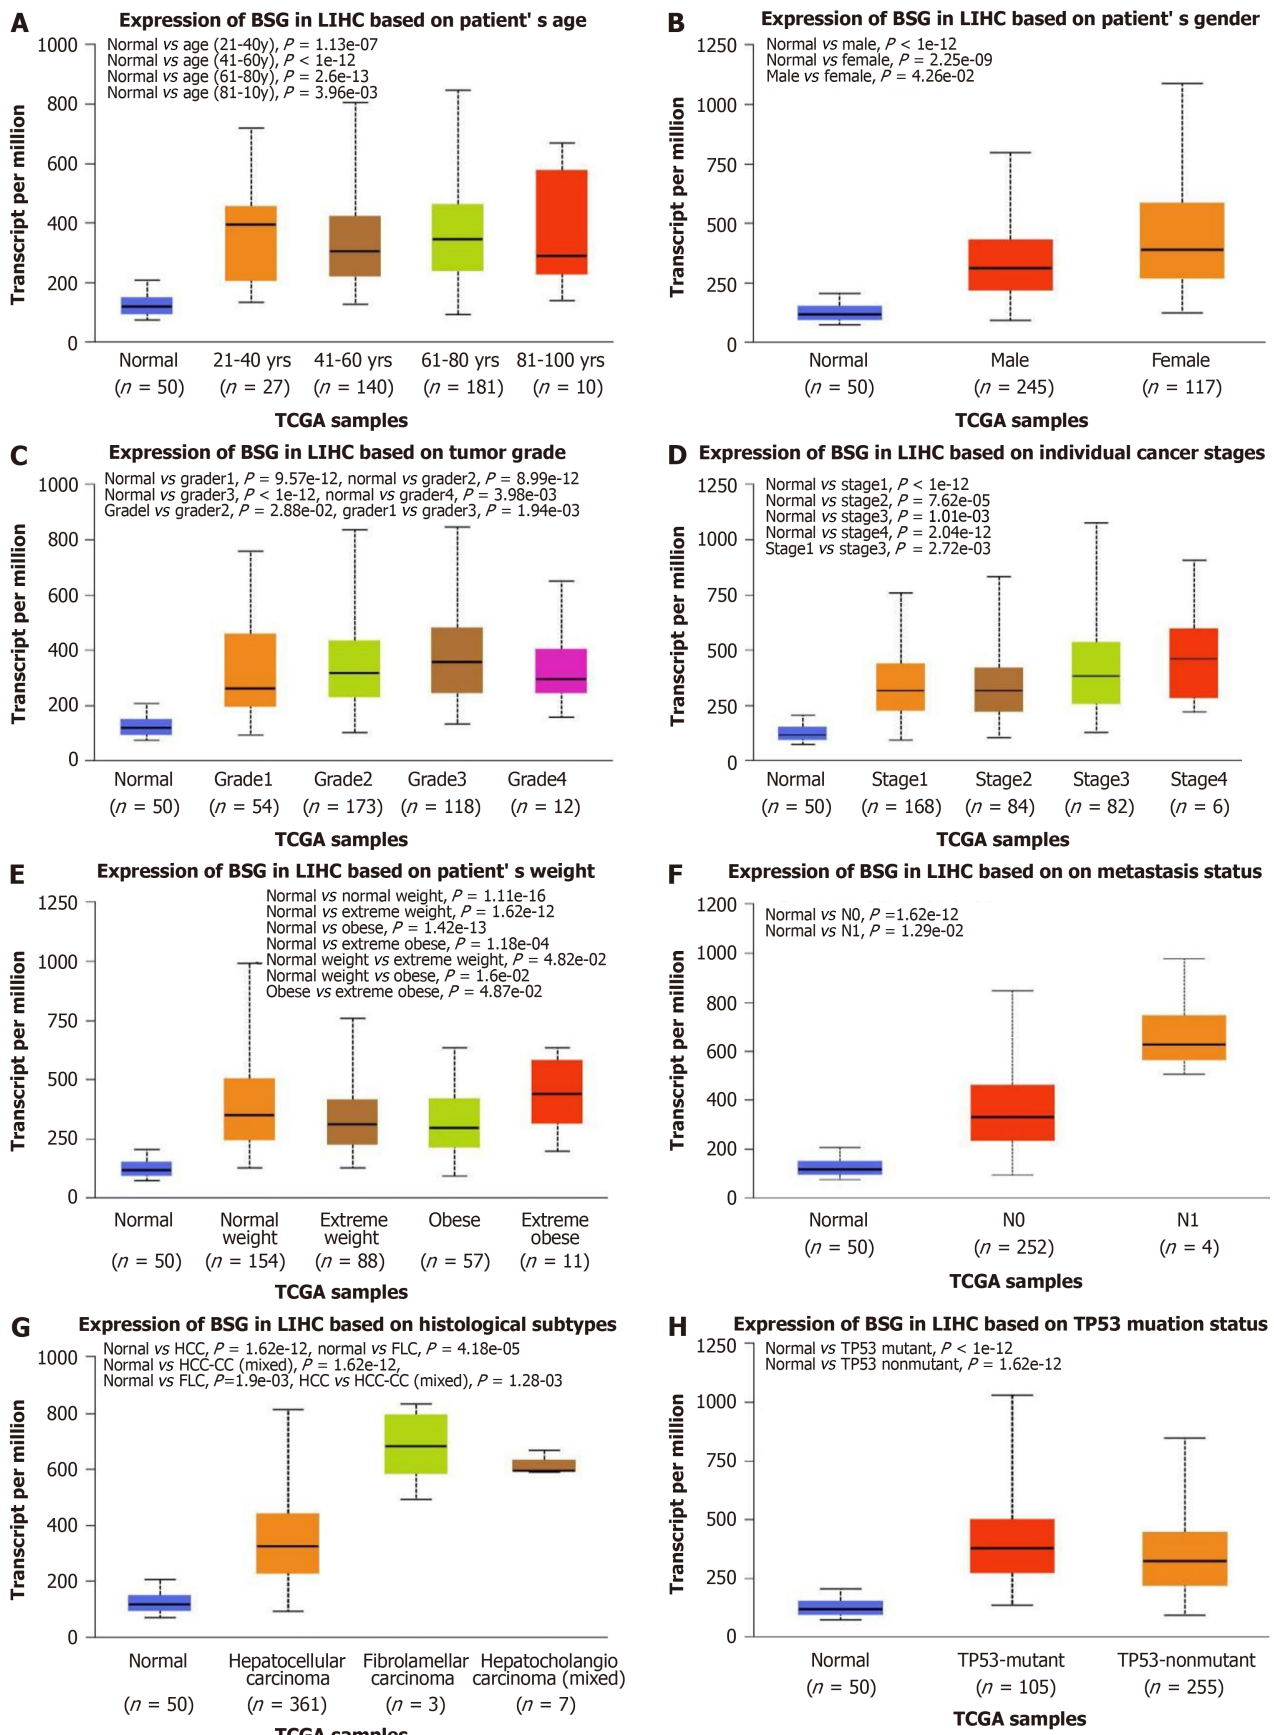 A
Expression of BSG in LIHC based on patient' s age
Normal vs age (21-40y), P = 1.13e-07
Normal vs age (41-60y), P < 1e-12
Normal vs age (61-80y), P = 2.6e-13
Normal vs age (81-10y), P = 3.96e-03
Transcript per million
1000
800
600
400
200
0
Normal 21-40 yrs 41-60 yrs 61-80 yrs 81-100 yrs
(n = 50) (n = 27) (n = 140) (n = 181) (n = 10)
TCGA samples
B
Expression of BSG in LIHC based on patient' s gender
Normal vs male, P < 1e-12
Normal vs female, P = 2.25e-09
Male vs female, P = 4.26e-02
Transcript per million
1250
1000
750
500
250
0
Normal Male Female
(n = 50) (n = 245) (n = 117)
TCGA samples
C
Expression of BSG in LIHC based on tumor grade
Normal vs grader1, P = 9.57e-12, normal vs grader2, P = 8.99e-12
Normal vs grader3, P < 1e-12, normal vs grader4, P = 3.98e-03
Gradel vs grader2, P = 2.88e-02, grader1 vs grader3, P = 1.94e-03
Transcript per million
1000
800
600
400
200
0
Normal Grade1 Grade2 Grade3 Grade4
(n = 50) (n = 54) (n = 173) (n = 118) (n = 12)
TCGA samples
D
Expression of BSG in LIHC based on individual cancer stages
Normal vs stage1, P < 1e-12
Normal vs stage2, P = 7.62e-05
Normal vs stage3, P = 1.01e-03
Normal vs stage4, P = 2.04e-12
Stage1 vs stage3, P = 2.72e-03
Transcript per million
1250
1000
750
500
250
0
Normal Stage1 Stage2 Stage3 Stage4
(n = 50) (n = 168) (n = 84) (n = 82) (n = 6)
TCGA samples
E
Expression of BSG in LIHC based on patient' s weight
Normal vs normal weight, P = 1.11e-16
Normal vs extreme weight, P = 1.62e-12
Normal vs obese, P = 1.42e-13
Normal vs extreme obese, P = 1.18e-04
Normal weight vs extreme weight, P = 4.82e-02
Normal weight vs obese, P = 1.6e-02
Obese vs extreme obese, P = 4.87e-02
Transcript per million
1250
1000
750
500
250
0
Normal Normal Extreme Obese Extreme
weight weight obese
(n = 50) (n = 154) (n = 88) (n = 57) (n = 11)
TCGA samples
F
Expression of BSG in LIHC based on on metastasis status
Normal vs N0, P =1.62e-12
Normal vs N1, P = 1.29e-02
Transcript per million
1200
1000
800
600
400
200
0
Normal N0 N1
(n = 50) (n = 252) (n = 4)
TCGA samples
G
Expression of BSG in LIHC based on histological subtypes
Normal vs HCC, P = 1.62e-12, normal vs FLC, P = 4.18e-05
Normal vs HCC-CC (mixed), P = 1.62e-12,
Normal vs FLC, P=1.9e-03, HCC vs HCC-CC (mixed), P = 1.28-03
Transcript per million
1000
800
600
400
200
0
Normal Hepatocellular Fibrolamellar Hepatocholangio
carcinoma carcinoma carcinoma (mixed)
(n = 50) (n = 361) (n = 3) (n = 7)
TCGA samples
H
Expression of BSG in LIHC based on TP53 muation status
Normal vs TP53 mutant, P < 1e-12
Normal vs TP53 nonmutant, P = 1.62e-12
Transcript per million
1250
1000
750
500
250
0
Normal TP53-mutant TP53-nonmutant
(n = 50) (n = 105) (n = 255)
TCGA samples